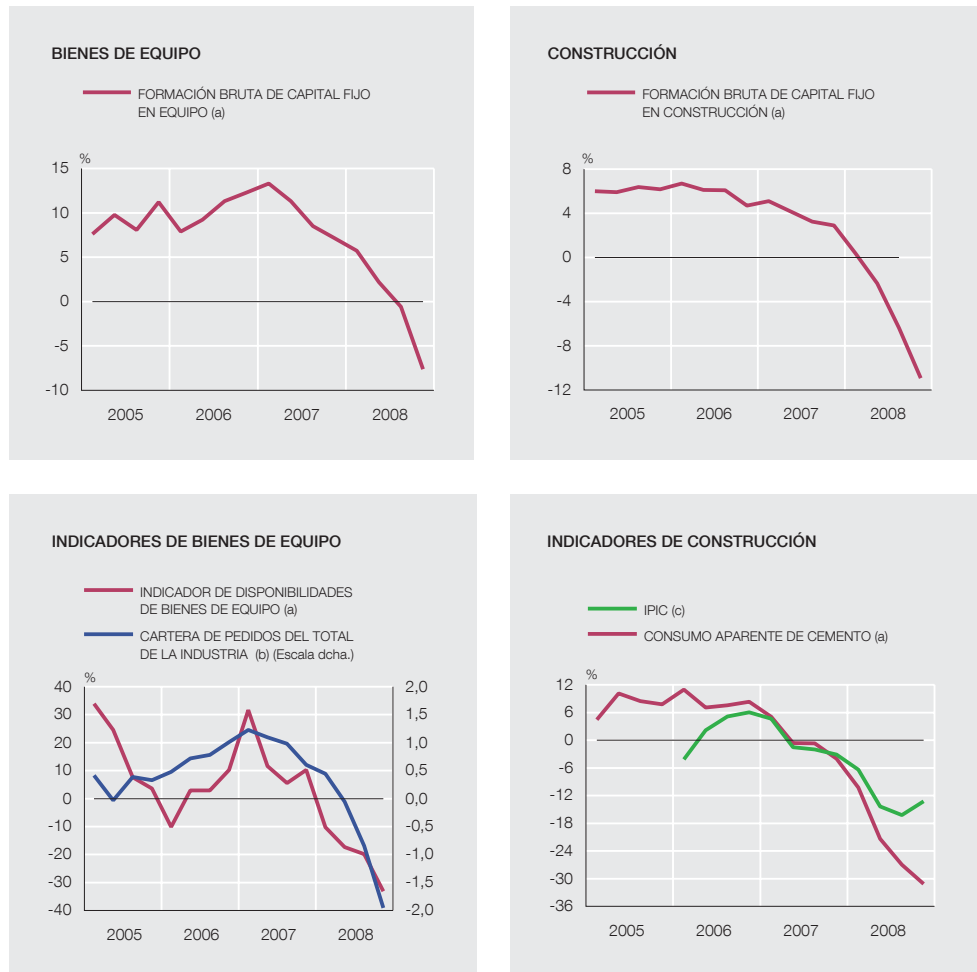 BIENES DE EQUIPO
FORMACIÓN BRUTA DE CAPITAL FIJO
EN EQUIPO (a)
%
15
10
5
0
-5
-10
2005 2006 2007 2008
CONSTRUCCIÓN
FORMACIÓN BRUTA DE CAPITAL FIJO
EN CONSTRUCCIÓN (a)
%
8
4
0
-4
-8
-12
2005 2006 2007 2008
INDICADORES DE BIENES DE EQUIPO
INDICADOR DE DISPONIBILIDADES
DE BIENES DE EQUIPO (a)
CARTERA DE PEDIDOS DEL TOTAL
DE LA INDUSTRIA (b) (Escala dcha.)
%
40 2,0
30 1,5
20 1,0
10 0,5
0 0,0
-10 -0,5
-20 -1,0
-30 -1,5
-40 -2,0
2005 2006 2007 2008
INDICADORES DE CONSTRUCCIÓN
IPIC (c)
CONSUMO APARENTE DE CEMENTO (a)
%
12
6
0
-6
-12
-18
-24
-30
-36
2005 2006 2007 2008